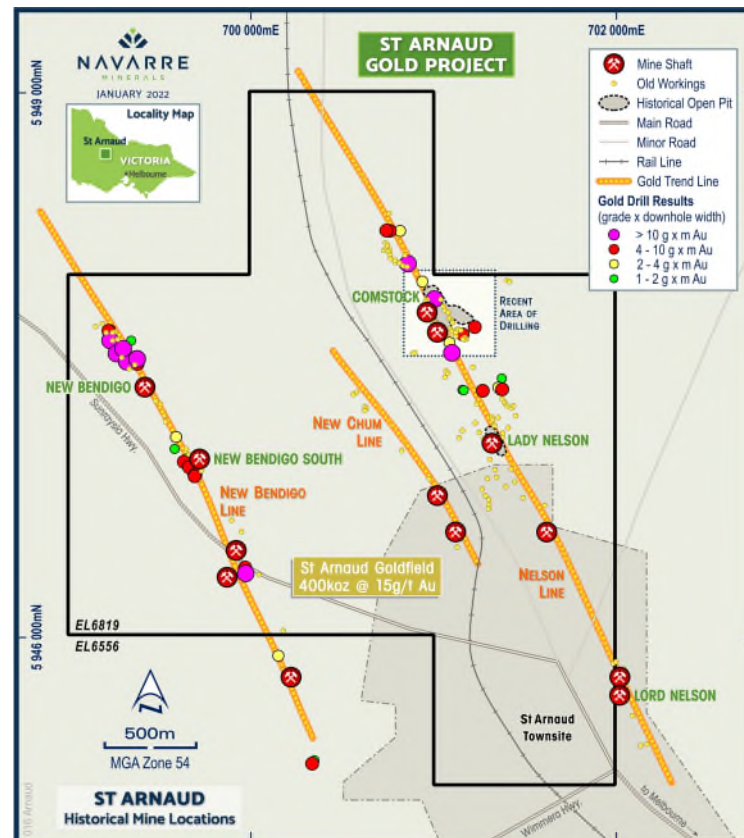 700 000mE
702 000mE
NAVARRE
MINERALS
JANUARY 2022
ST ARNAUD
GOLD PROJECT
5 949 000mN
Locality Map
St Arnaud
VICTORIA
Melbourne
Mine Shaft
Old Workings
Historical Open Pit
Main Road
Minor Road
Rail Line
Gold Trend Line
Gold Drill Results
(grade x downhole width)
> 10 g x m Au
4 - 10 g x m Au
2 - 4 g x m Au
1 - 2 g x m Au
COMSTOCK
RECENT
AREA OF
DRILLING
NEW BENDIGO
Sunraysia Hwy.
NEW CHUM
LINE
LADY NELSON
NEW BENDIGO SOUTH
NEW BENDIGO
LINE
St Arnaud Goldfield
400koz @ 15g/t Au
NELSON
LINE
EL6819
EL6556
5 946 000mN
LORD NELSON
500m
MGA Zone 54
St Arnaud
Townsite
to Melbourne
Wimmera Hwy.
ST ARNAUD
Historical Mine Locations
016 Arnaud